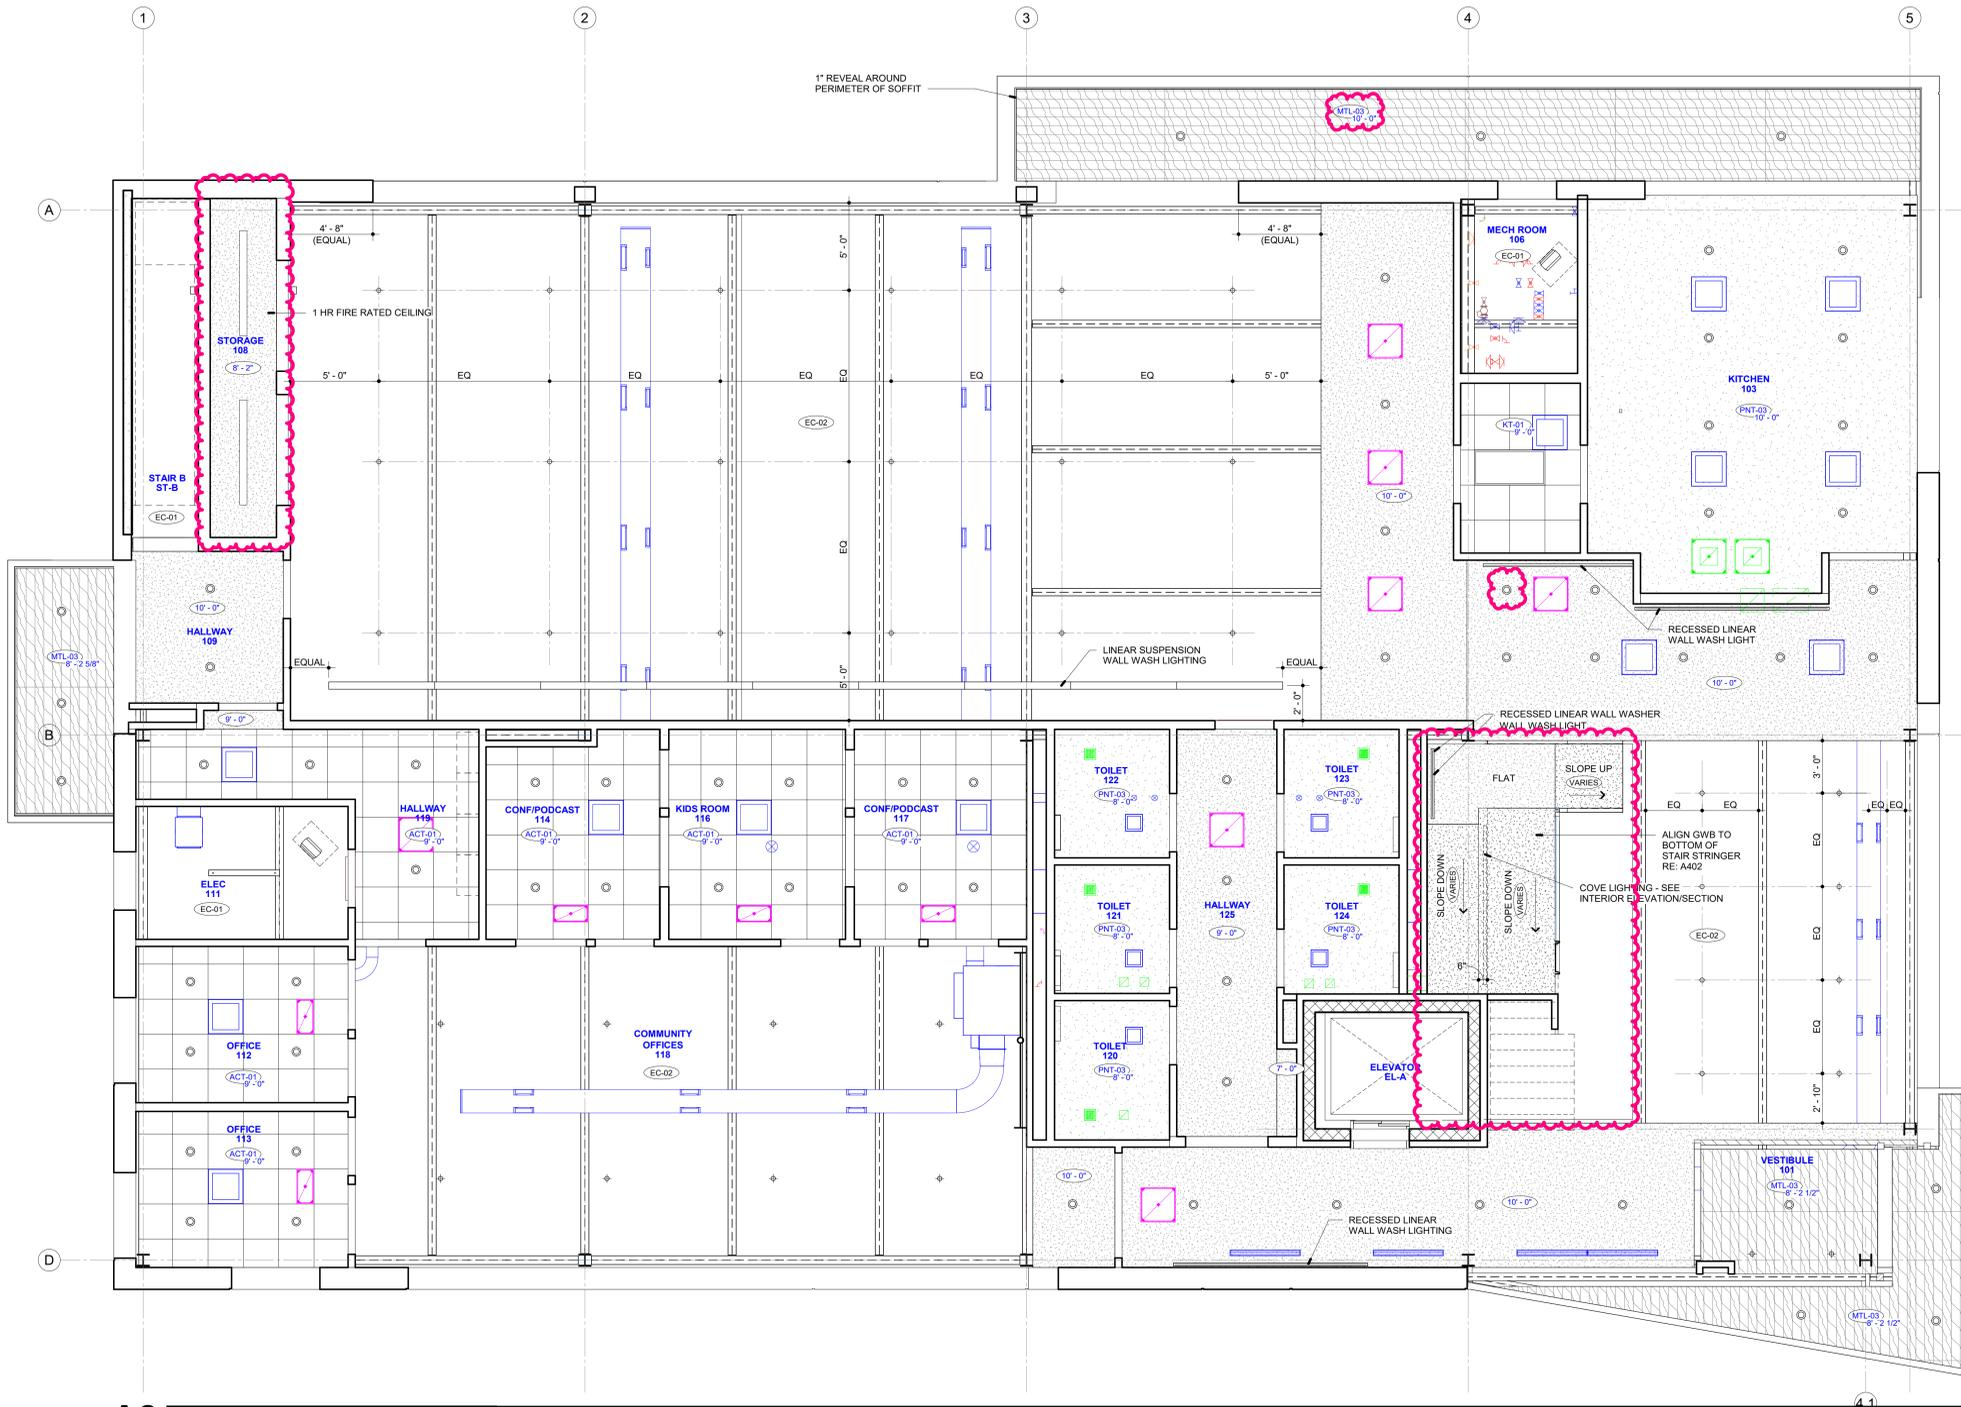 1
2
3
4
5
1" REVEAL AROUND
PERIMETER OF SOFFIT
MTL-03
10' - 0"
A
4' - 8"
(EQUAL)
5' - 0"
4' - 8"
(EQUAL)
MECH ROOM
106
EC-01
1 HR FIRE RATED CEILING
STORAGE
108
8' - 2"
5' - 0"
EQ
EQ
EQ
EQ
EQ
EQ
5' - 0"
KITCHEN
103
PNT-03
10' - 0"
EC-02
KT-01
9' - 0"
STAIR B
ST-B
EC-01
10' - 0"
EQ
10' - 0"
HALLWAY
109
MTL-03
8' - 2 5/8"
RECESSED LINEAR
WALL WASH LIGHT
EQUAL
LINEAR SUSPENSION
WALL WASH LIGHTING
EQUAL
5' - 0"
2' - 0"
10' - 0"
9' - 0"
B
RECESSED LINEAR WALL WASHER
WALL WASH LIGHT
TOILET
122
PNT-03
8' - 0"
TOILET
123
PNT-03
8' - 0"
FLAT
SLOPE UP
VARIES
3' - 0"
EQ
EQ
EQ
EQ
HALLWAY
119
ACT-01
9' - 0"
CONF/PODCAST
114
ACT-01
9' - 0"
KIDS ROOM
116
ACT-01
9' - 0"
CONF/PODCAST
117
ACT-01
9' - 0"
ALIGN GWB TO
BOTTOM OF
STAIR STRINGER
RE: A402
EQ
SLOPE DOWN
VARIES
SLOPE DOWN
VARIES
COVE LIGHTING - SEE
INTERIOR ELEVATION/SECTION
ELEC
111
EC-01
TOILET
121
PNT-03
8' - 0"
HALLWAY
125
9' - 0"
TOILET
124
PNT-03
8' - 0"
EC-02
EQ
6"
EQ
OFFICE
112
ACT-01
9' - 0"
COMMUNITY
OFFICES
118
EC-02
TOILET
120
PNT-03
8' - 0"
7' - 0"
ELEVATOR
EL-A
2' - 10"
OFFICE
113
ACT-01
9' - 0"
10' - 0"
VESTIBULE
101
MTL-03
8' - 2 1/2"
10' - 0"
RECESSED LINEAR
WALL WASH LIGHTING
D
MTL-03
8' - 2 1/2"
4.1